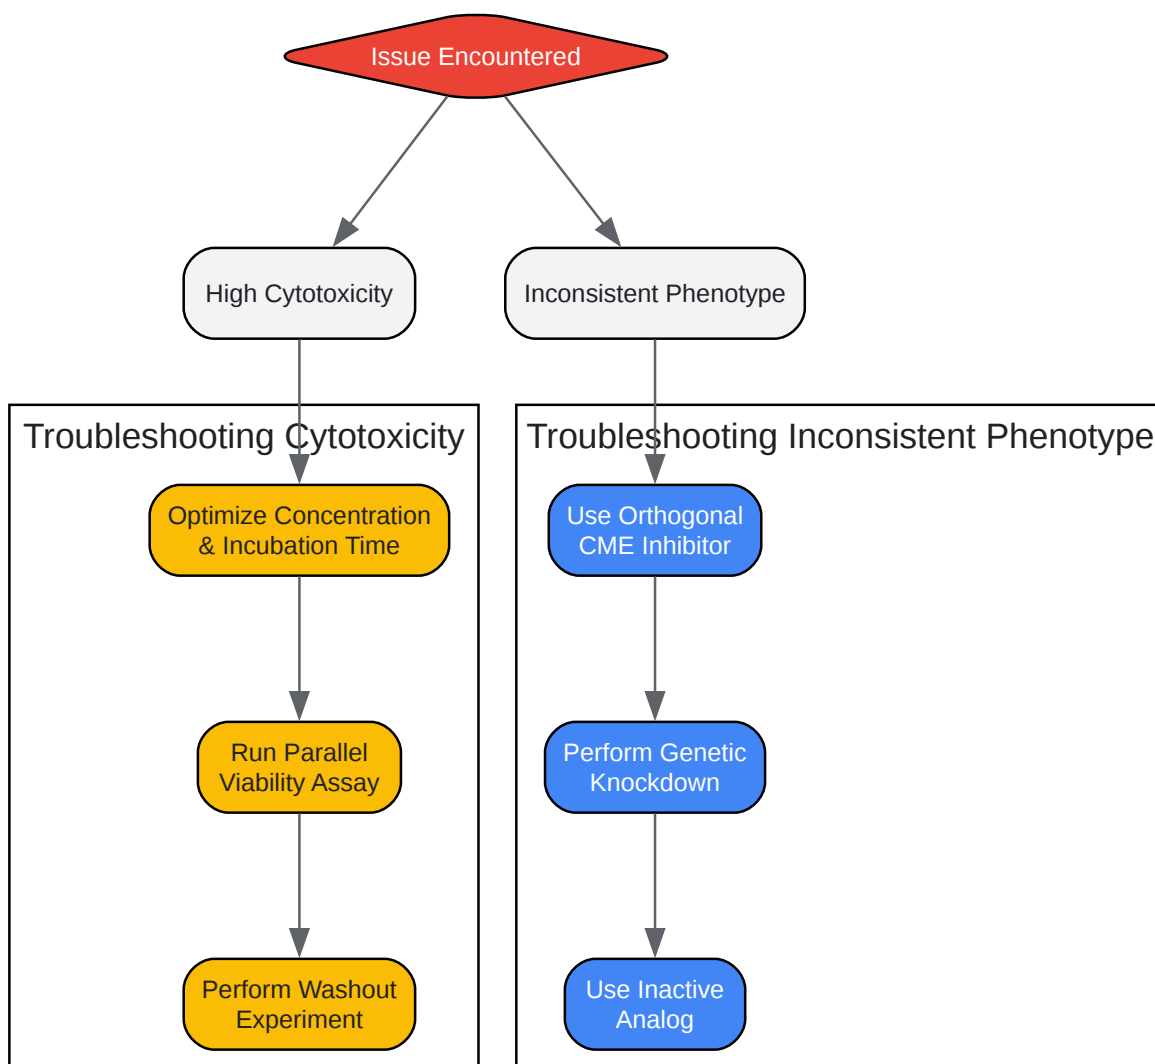 Issue Encountered
High Cytotoxicity
Inconsistent Phenotype
Troubleshooting Cytotoxicity
Optimize Concentration
& Incubation Time
Run Parallel
Viability Assay
Perform Washout
Experiment
Troubleshooting Inconsistent Phenotype
Use Orthogonal
CME Inhibitor
Perform Genetic
Knockdown
Use Inactive
Analog